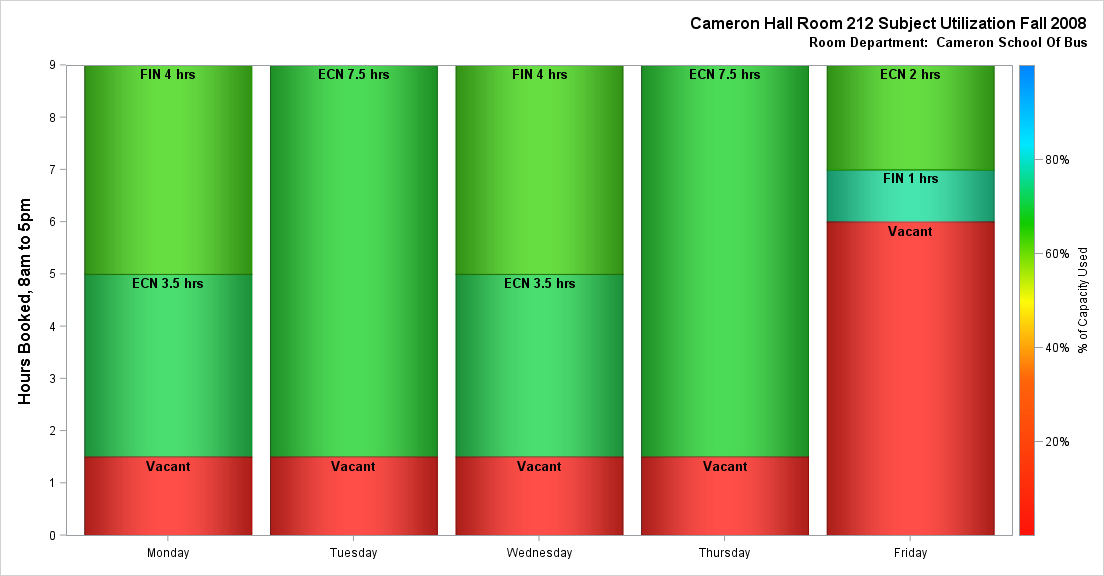 Cameron Hall Room 212 Subject Utilization Fall 2008
Room Department:  Cameron School Of Bus
Hours Booked, 8am to 5pm
9
8
7
6
5
4
3
2
1
0
FIN 4 hrs
ECN 3.5 hrs
Vacant
ECN 7.5 hrs
Vacant
FIN 4 hrs
ECN 3.5 hrs
Vacant
ECN 7.5 hrs
Vacant
ECN 2 hrs
FIN 1 hrs
Vacant
Monday
Tuesday
Wednesday
Thursday
Friday
80%
60%
40%
20%
% of Capacity Used